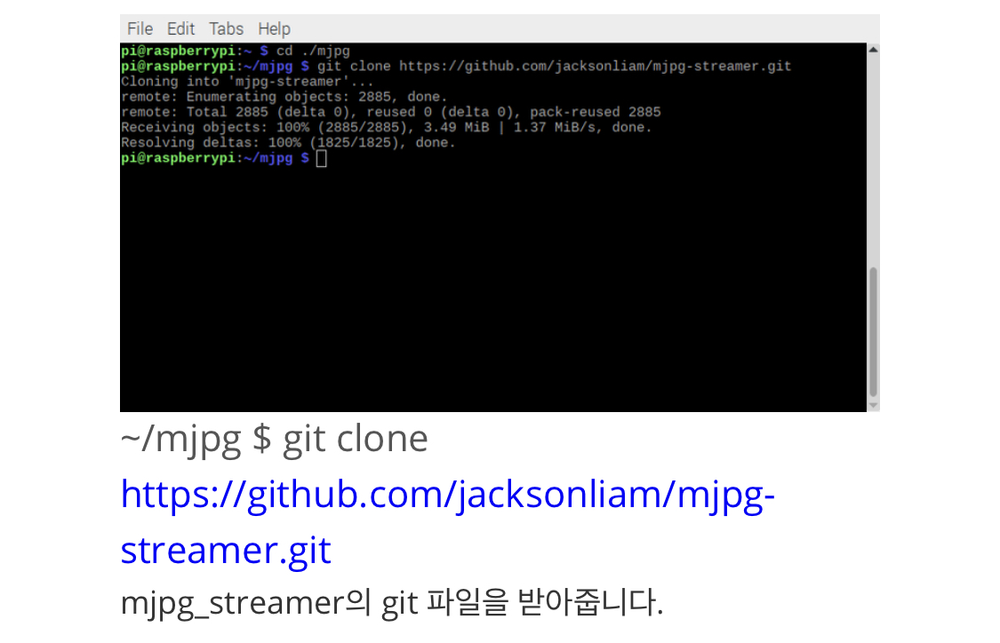 File Edit Tabs Help
pi@raspberrypi:~ $ cd ./mjpg
pi@raspberrypi:~/mjpg $ git clone https://github.com/jacksonliam/mjpg-streamer.git
Cloning into 'mjpg-streamer'...
remote: Enumerating objects: 2885, done.
remote: Total 2885 (delta 0), reused 0 (delta 0), pack-reused 2885
Receiving objects: 100% (2885/2885), 3.49 MiB | 1.37 MiB/s, done.
Resolving deltas: 100% (1825/1825), done.
pi@raspberrypi:~/mjpg $
~/mjpg $ git clone
https://github.com/jacksonliam/mjpg-
streamer.git
mjpg_streamer의 git 파일을 받아줍니다.